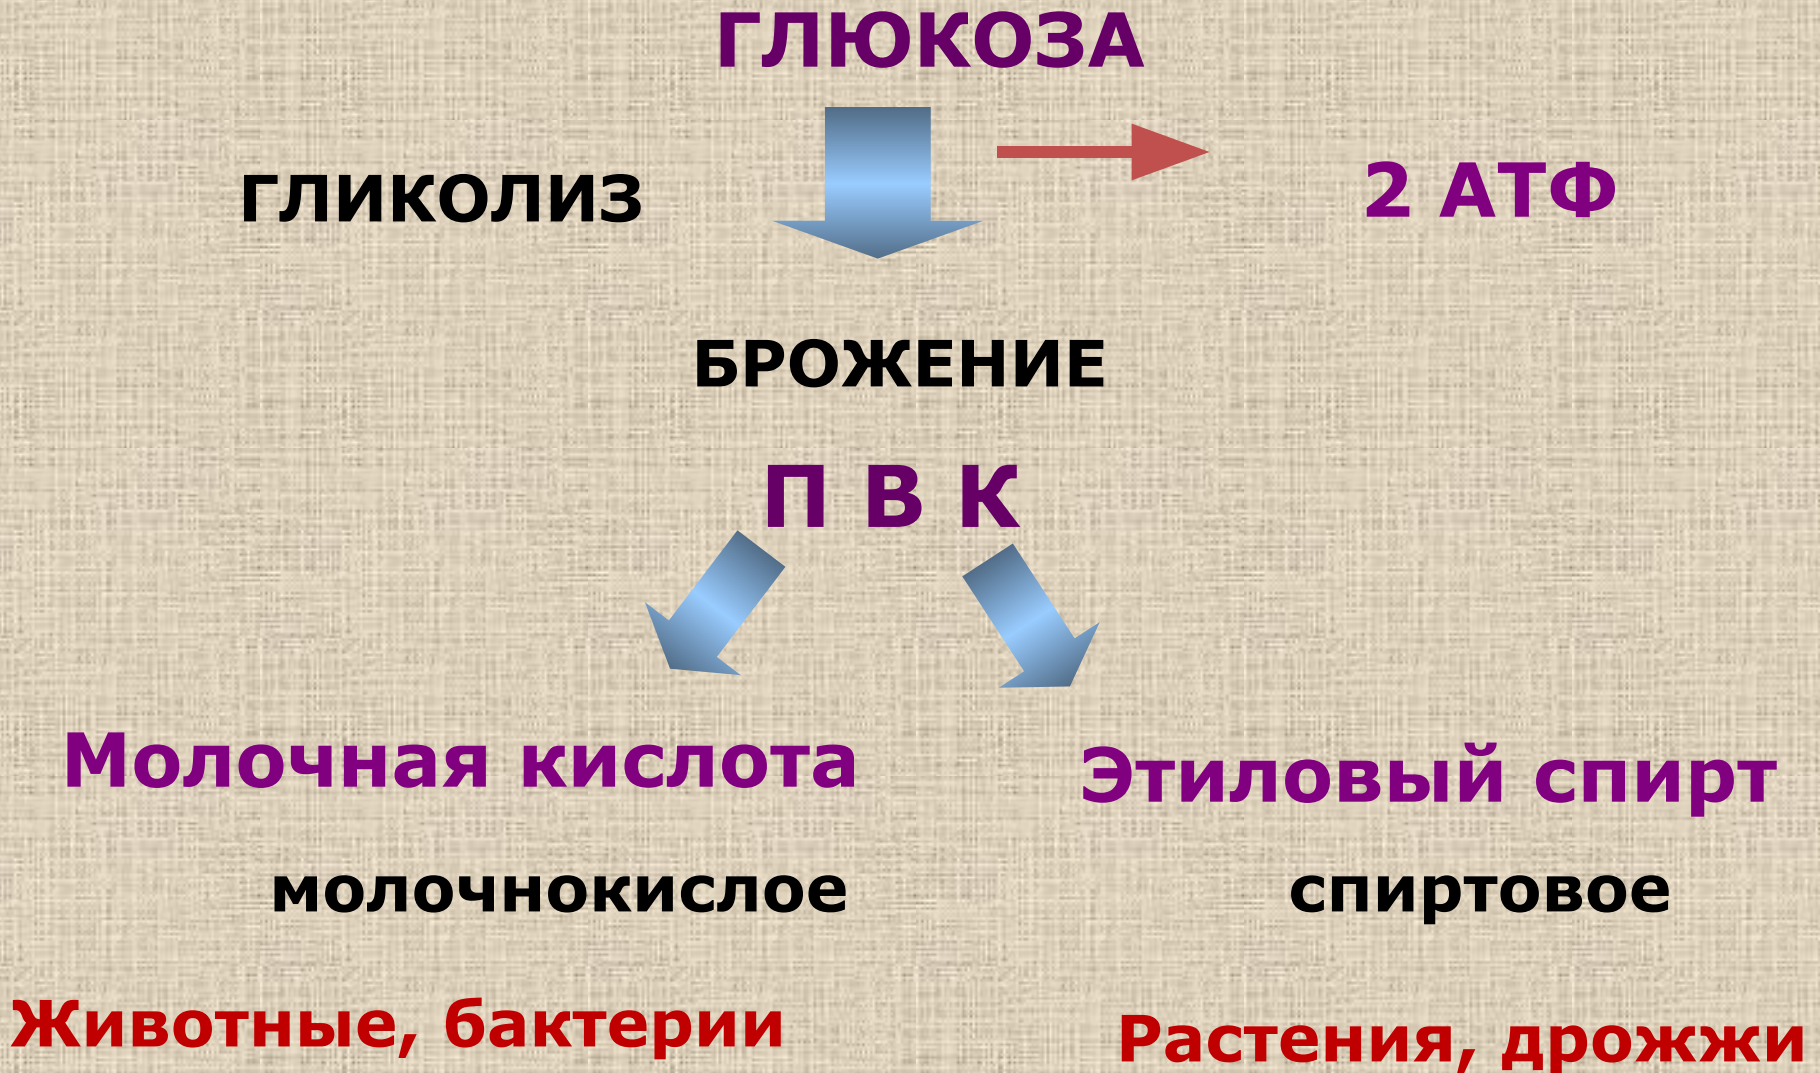 ГЛЮКОЗА
ГЛИКОЛИЗ
2 АТФ
БРОЖЕНИЕ
П В К
Молочная кислота
Этиловый спирт
молочнокислое
спиртовое
Животные, бактерии
Растения, дрожжи